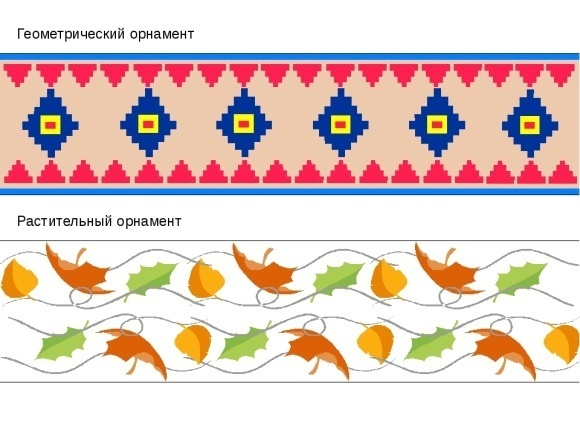 Геометрический орнамент
Растительный орнамент